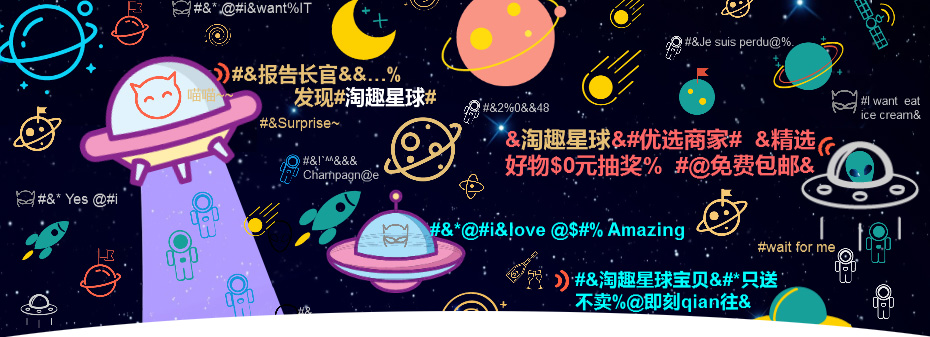 #&*.@#i&want%IT
#&Je suis perdu@%.
#&报告长官&&...%
喵喵~~
发现#淘趣星球#
#&2%0&&48
#I want eat
ice cream&
#&Surprise~
&淘趣星球&#优选商家# &精选
好物$0元抽奖% #@免费包邮&
#&!`^^&&&
Champagn@e
#&* Yes @#i
#&*@#i&love @$#% Amazing
#wait for me
#&淘趣星球宝贝&#*只送
不卖%@即刻qian往&
#&